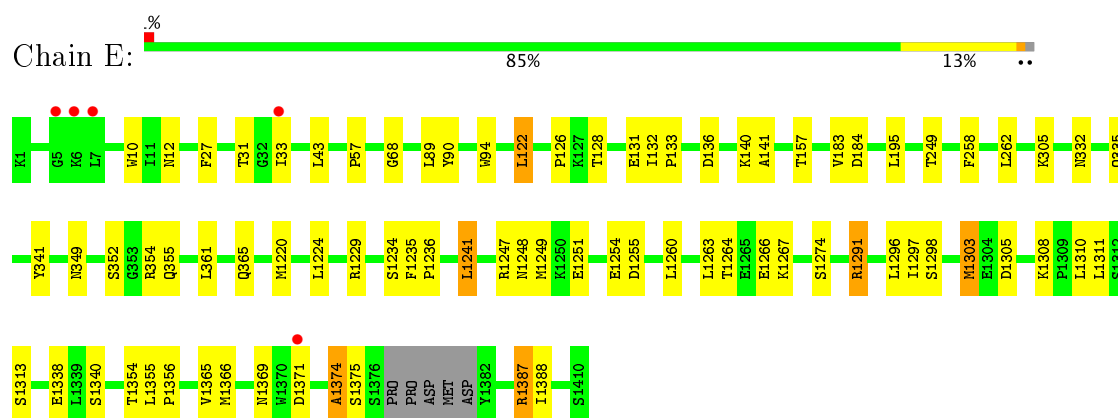 .%
Chain E:
85% 13% ••
K1 G5 K6 L7 W10 I11 N12 F27 T31 G32 I33 L43 P57 G68 L89 Y90 W94 L122 P126 K127 T128 E131 I132 P133 D136 K140 A141 T157 V183 D184 L195 T249 F258 L262 K305 N332
Y341 N349 S352 G353 R354 Q355 L361 Q365 M1220 L1224 R1229 S1234 F1235 P1236 L1241 R1247 N1248 M1249 K1250 E1251 E1254 D1255 L1260 L1263 T1264 E1265 E1266 K1267 S1274 R1291 L1296 I1297 S1298 M1303 E1304 D1305 K1308 P1309 L1310 L1311
S1313 E1338 L1339 S1340 T1354 L1355 P1356 V1365 M1366 N1369 W1370 D1371 A1374 S1375 S1376 PRO PRO ASP MET ASP Y1382 R1387 I1388 S1410